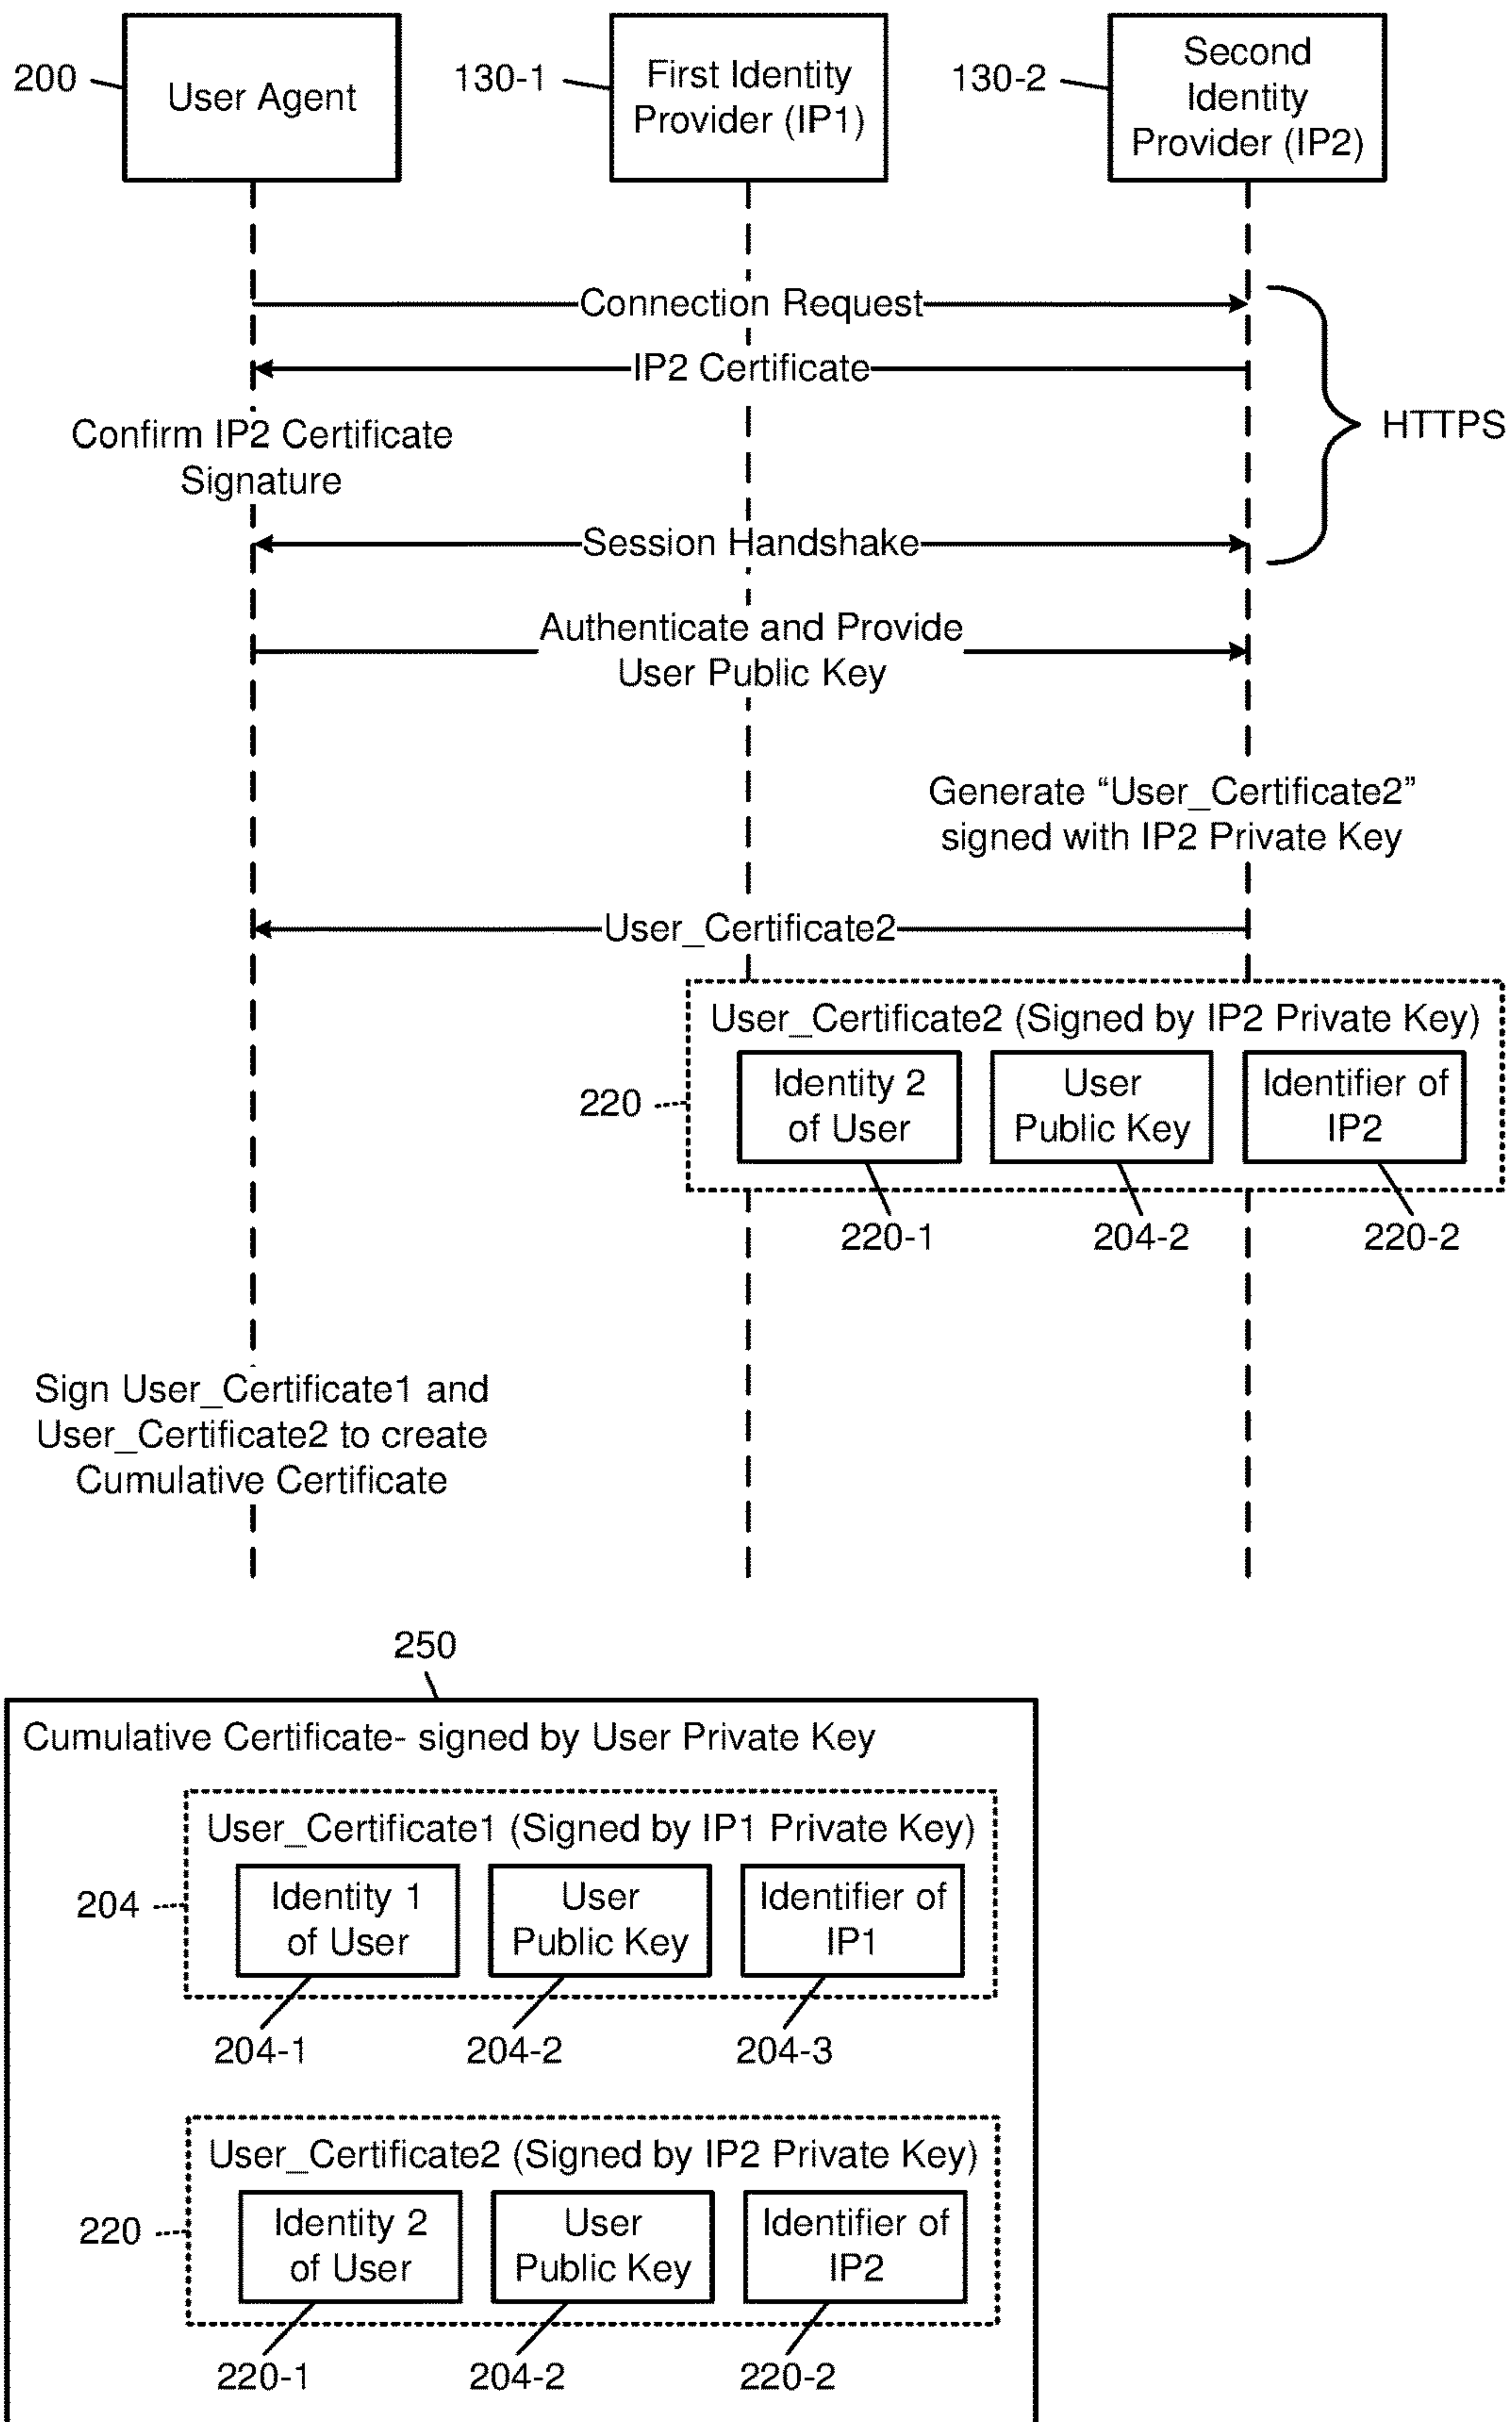 200
User Agent
130-1
First Identity
Provider (IP1)
130-2
Second
Identity
Provider (IP2)
Connection Request
IP2 Certificate
HTTPS
Confirm IP2 Certificate
Signature
Session Handshake
Authenticate and Provide
User Public Key
Generate “User_Certificate2”
signed with IP2 Private Key
User_Certificate2
User_Certificate2 (Signed by IP2 Private Key)
220
Identity 2
of User
User
Public Key
Identifier of
IP2
220-1
204-2
220-2
Sign User_Certificate1 and
User_Certificate2 to create
Cumulative Certificate
250
Cumulative Certificate- signed by User Private Key
User_Certificate1 (Signed by IP1 Private Key)
204
Identity 1
of User
User
Public Key
Identifier of
IP1
204-1
204-2
204-3
User_Certificate2 (Signed by IP2 Private Key)
220
Identity 2
of User
User
Public Key
Identifier of
IP2
220-1
204-2
220-2